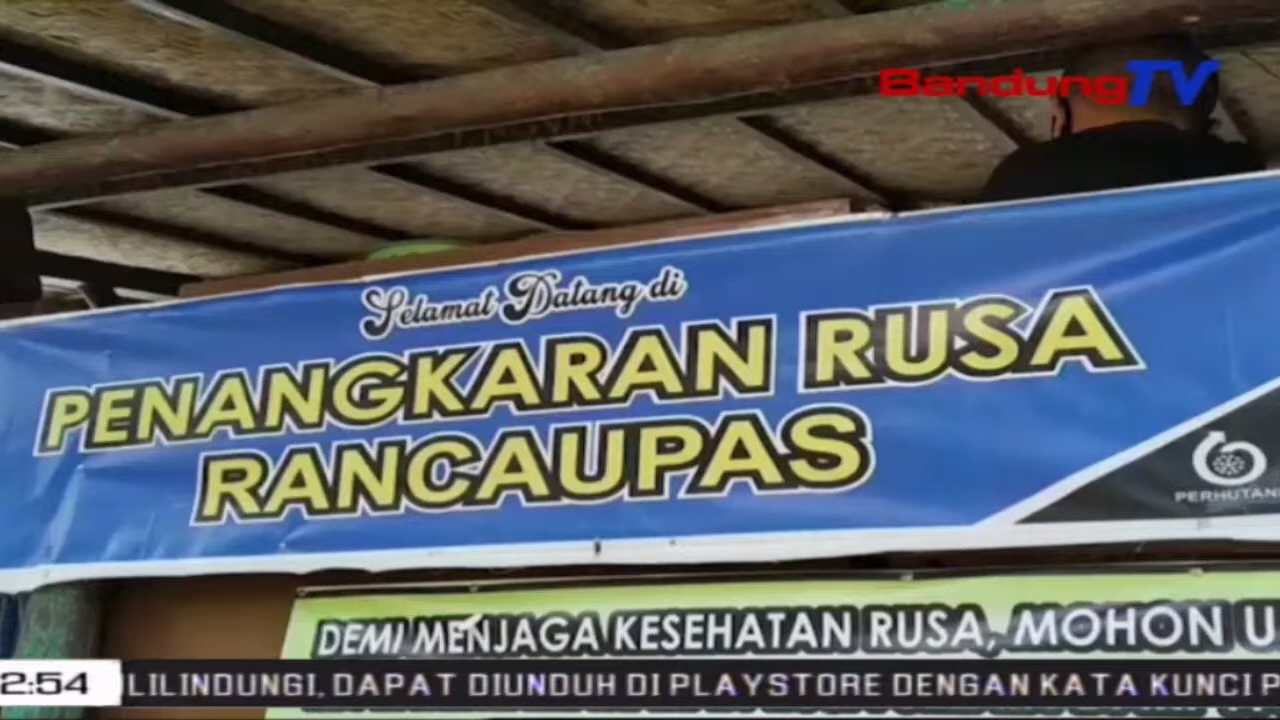 BandungTV
Selamat Datang di
PENANGKARAN RUSA
RANCAUPAS
PERHUTAN
DEMI MENJAGA KESEHATAN RUSA, MOHON U
2:54
LILINDUNGI, DAPAT DIUNDUH DI PLAYSTORE DENGAN KATA KUNCI P